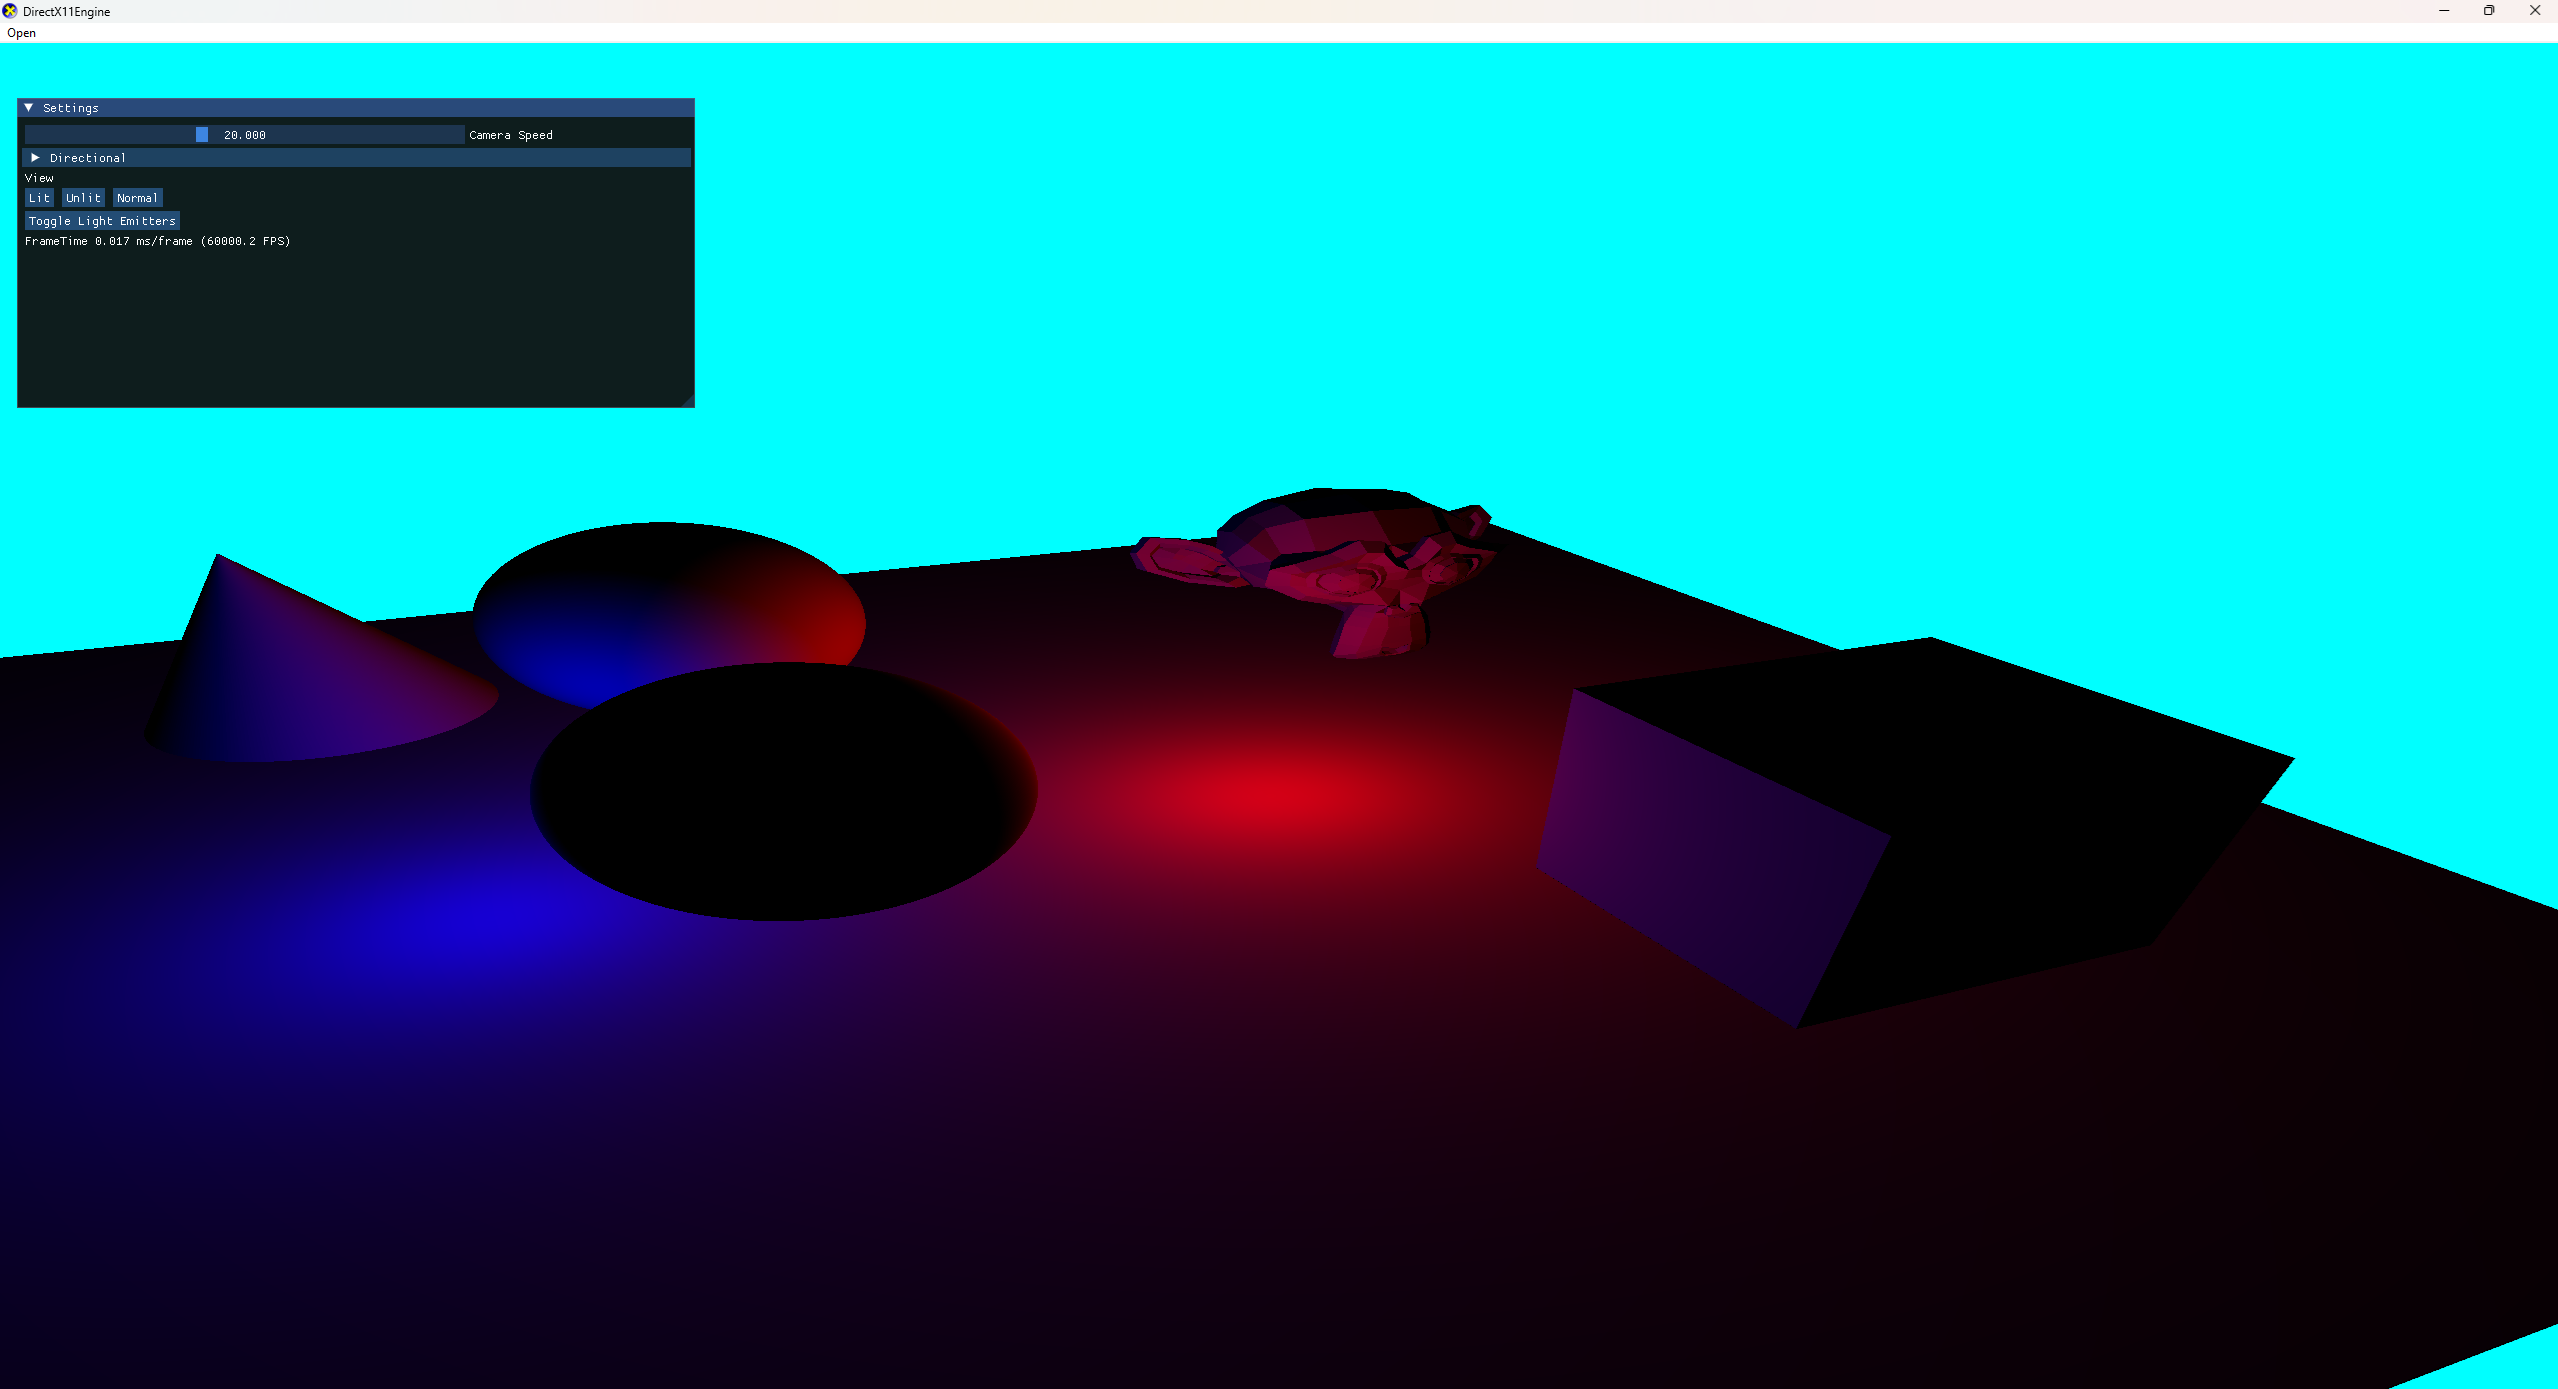 DirectX11Engine
Open
Settings
20.000 Camera Speed
Directional
View
Lit Unlit Normal
Toggle Light Emitters
FrameTime 0.017 ms/frame (60000.2 FPS)